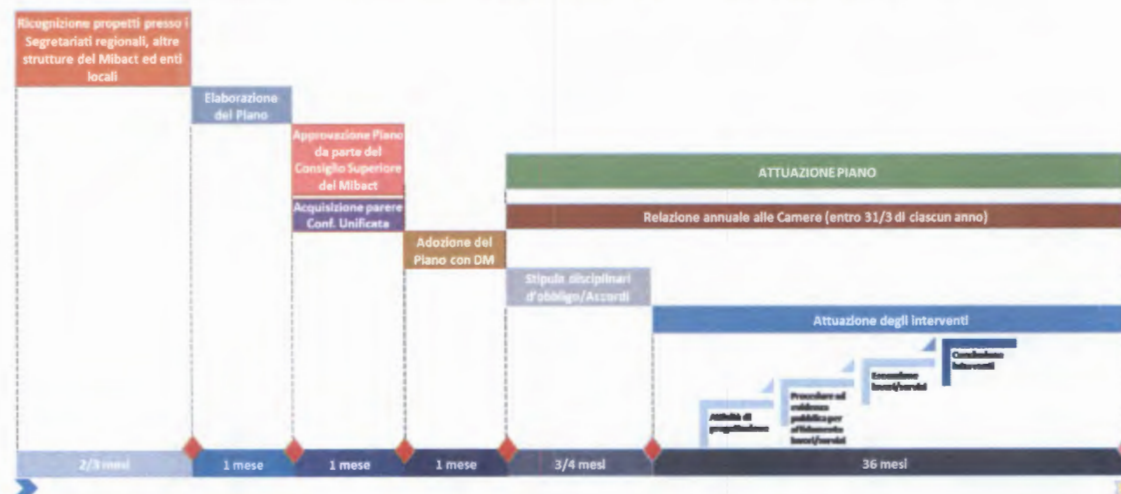 Ricognizione propetti presso i
Segretariati regionali, altre
strutture del Mibact ed enti
locali
Elaborazione
del Piano
Approvazione Piano
da parte del
Consiglio Superiore
del Mibact
Acquisizione parere
Conf. Unificata
Adozione del
Piano con DM
ATTUAZIONE PIANO
Relazione annuale alle Camere (entro 31/3 di ciascun anno)
Stipula disciplinari
d'obbligo/Accordi
Attuazione degli interventi
Attività di
progettazione
Procedure ad
evidenza
pubblica per
affidamento
lavori/servizi
Esecuzione
lavori/servizi
Conclusione
interventi
2/3 mesi
1 mese
1 mese
1 mese
3/4 mesi
36 mesi